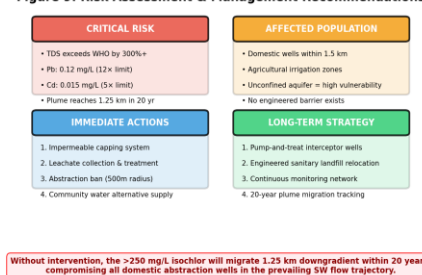 CRITICAL RISK
• TDS exceeds WHO by 300%+
• Pb: 0.12 mg/L (12× limit)
• Cd: 0.015 mg/L (5× limit)
• Plume reaches 1.25 km in 20 yr
AFFECTED POPULATION
• Domestic wells within 1.5 km
• Agricultural irrigation zones
• Unconfined aquifer = high vulnerability
• No engineered barrier exists
IMMEDIATE ACTIONS
1. Impermeable capping system
2. Leachate collection & treatment
3. Abstraction ban (500m radius)
4. Community water alternative supply
LONG-TERM STRATEGY
1. Pump-and-treat interceptor wells
2. Engineered sanitary landfill relocation
3. Continuous monitoring network
4. 20-year plume migration tracking
Without intervention, the >250 mg/L isochlor will migrate 1.25 km downgradient within 20 year
compromising all domestic abstraction wells in the prevailing SW flow trajectory.